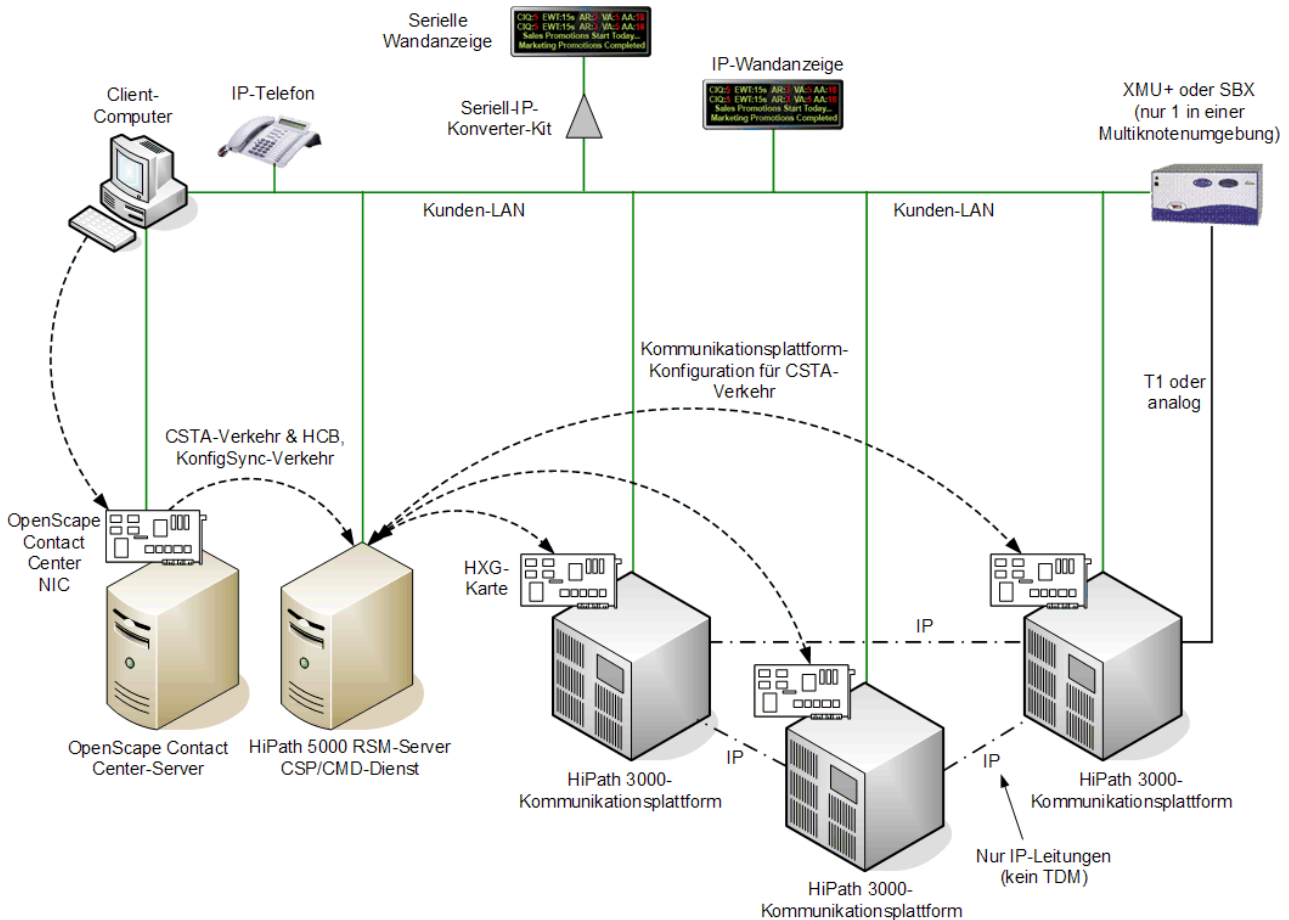 Serielle
Wandanzeige
CIQ:5 EWT:15s AR:3 VA:5 AA:18
CIQ:5 EWT:15s AR:3 VA:5 AA:18
Sales Promotions Start Today...
Marketing Promotions Completed
IP-Wandanzeige
CIQ:5 EWT:15s AR:3 VA:5 AA:18
CIQ:5 EWT:15s AR:3 VA:5 AA:18
Sales Promotions Start Today...
Marketing Promotions Completed
Client-
Computer
IP-Telefon
Seriell-IP-
Konverter-Kit
XMU+ oder SBX
(nur 1 in einer
Multiknotenumgebung)
Kunden-LAN
Kunden-LAN
Kommunikationsplattform-
Konfiguration für CSTA-
Verkehr
T1 oder
analog
CSTA-Verkehr & HCB,
KonfigSync-Verkehr
OpenScape
Contact
Center
NIC
HXG-
Karte
IP
IP
IP
OpenScape Contact
Center-Server
HiPath 5000 RSM-Server
CSP/CMD-Dienst
HiPath 3000-
Kommunikationsplattform
HiPath 3000-
Kommunikationsplattform
Nur IP-Leitungen
(kein TDM)
HiPath 3000-
Kommunikationsplattform